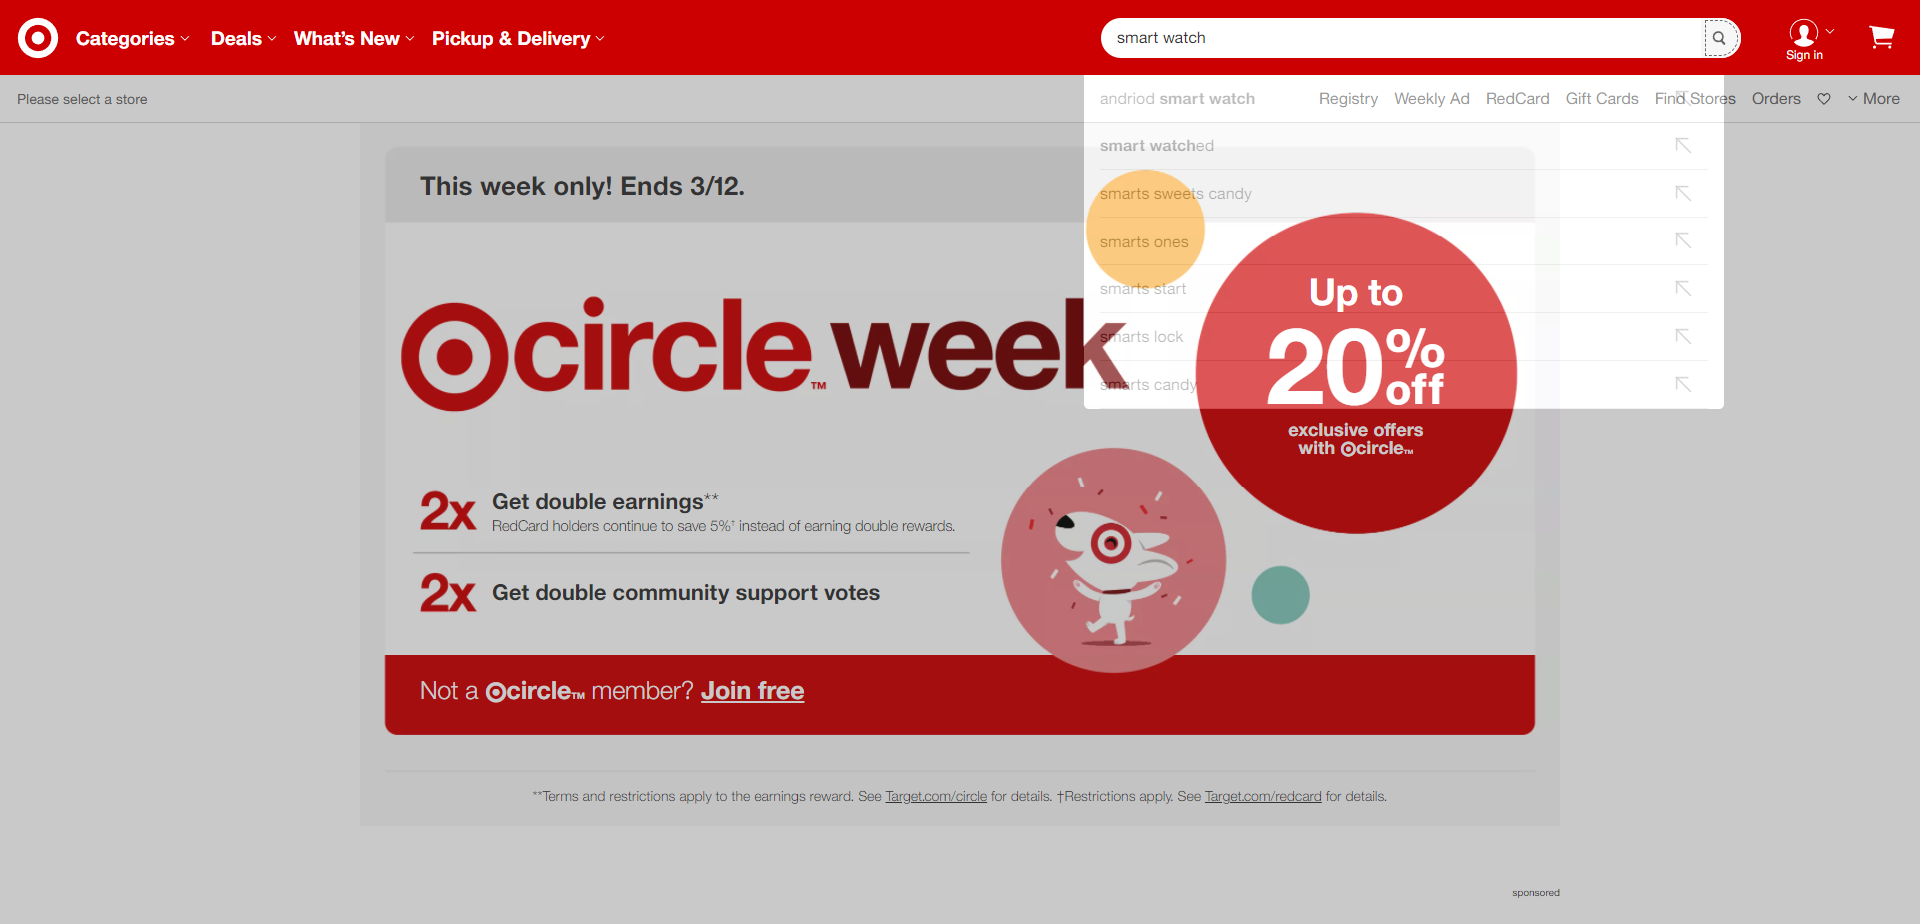 Categories Deals What's New Pickup & Delivery smart watch Sign in
Please select a store andriod smart watch Registry Weekly Ad RedCard Gift Cards Find Stores Orders More
smart watched
This week only! Ends 3/12.
smarts sweets candy
smarts ones
smarts start
Up to
20% off
circle™ week
smarts lock
smarts candy
exclusive offers
with circle™
2x Get double earnings**
RedCard holders continue to save 5%† instead of earning double rewards.
2x Get double community support votes
Not a circle™ member? Join free
**Terms and restrictions apply to the earnings reward. See Target.com/circle for details. †Restrictions apply. See Target.com/redcard for details.
sponsored